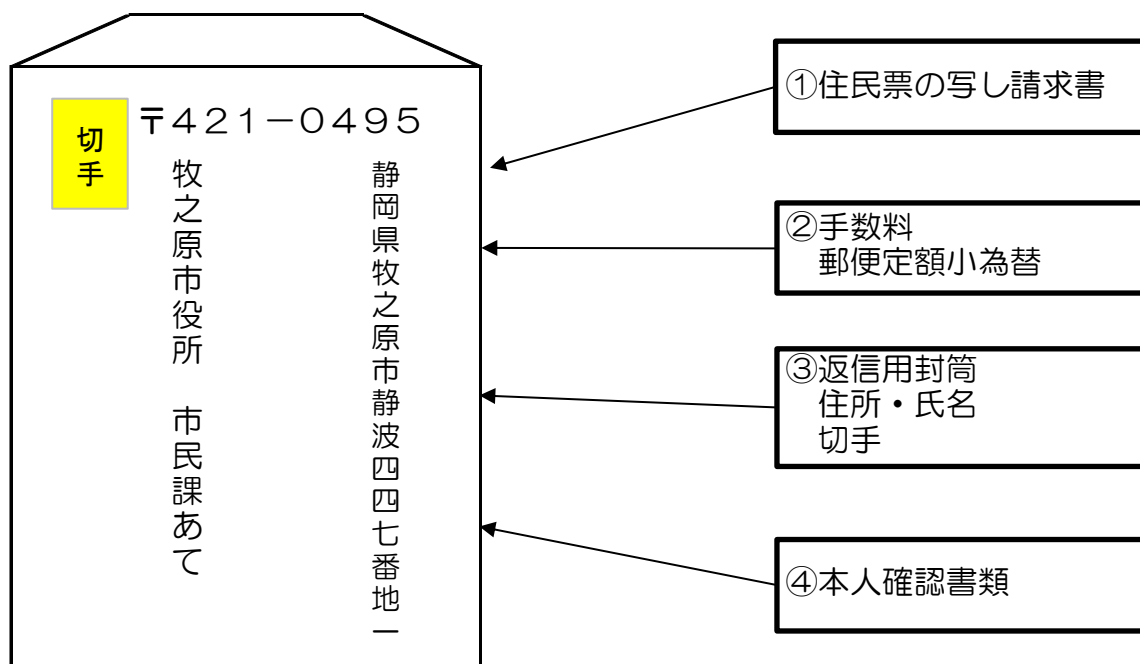 切手
〒421-0495
静岡県牧之原市静波四四七番地一
牧之原市役所 市民課あて
①住民票の写し請求書
②手数料
郵便定額小為替
③返信用封筒
住所・氏名
切手
④本人確認書類